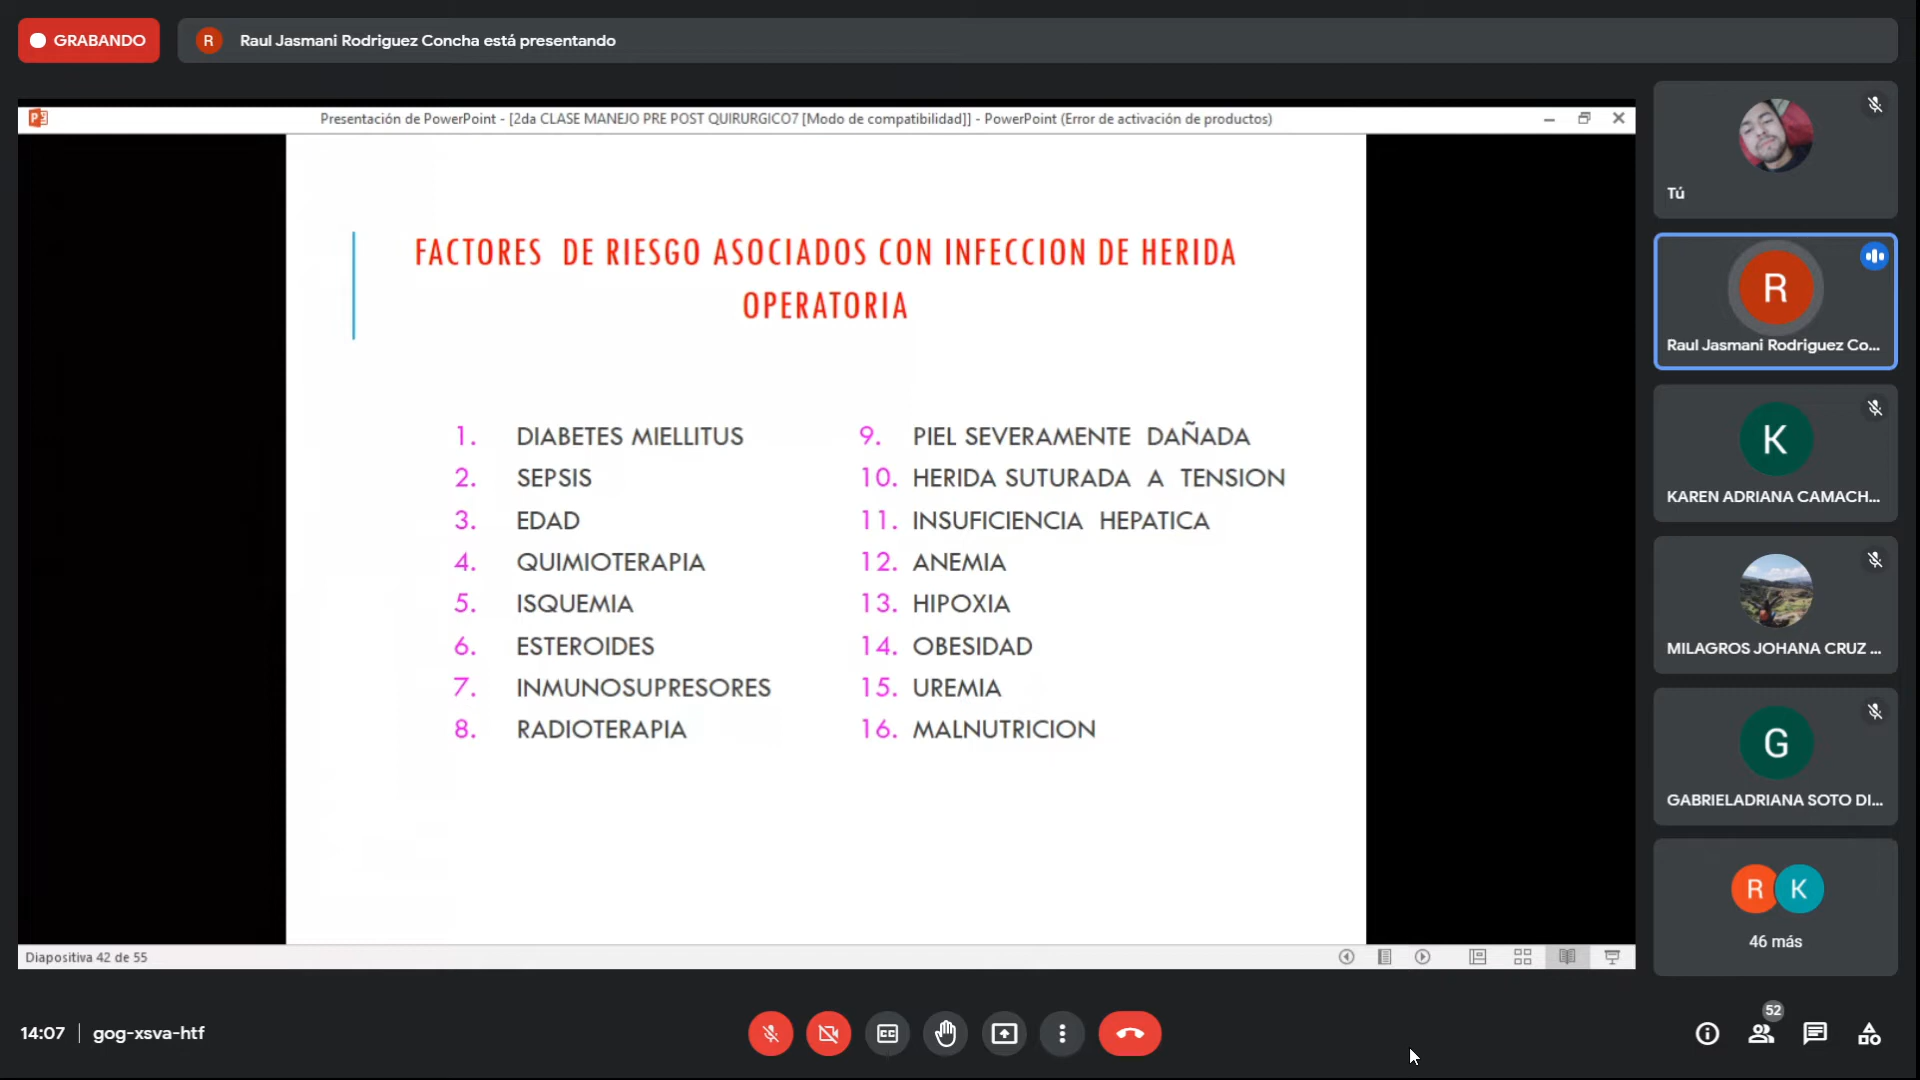 GRABANDO
R Raul Jasmani Rodriguez Concha está presentando
Presentación de PowerPoint - [2da CLASE MANEJO PRE POST QUIRURGICO7 [Modo de compatibilidad]] - PowerPoint (Error de activación de productos)
FACTORES DE RIESGO ASOCIADOS CON INFECCION DE HERIDA
OPERATORIA
1. DIABETES MIELLITUS
2. SEPSIS
3. EDAD
4. QUIMIOTERAPIA
5. ISQUEMIA
6. ESTEROIDES
7. INMUNOSUPRESORES
8. RADIOTERAPIA
9. PIEL SEVERAMENTE DAÑADA
10. HERIDA SUTURADA A TENSION
11. INSUFICIENCIA HEPATICA
12. ANEMIA
13. HIPOXIA
14. OBESIDAD
15. UREMIA
16. MALNUTRICION
Diapositiva 42 de 55
Tú
R
Raul Jasmani Rodriguez Co...
K
KAREN ADRIANA CAMACH...
MILAGROS JOHANA CRUZ ...
G
GABRIELADRIANA SOTO DI...
R K
46 más
14:07 | gog-xsva-htf
CC
52